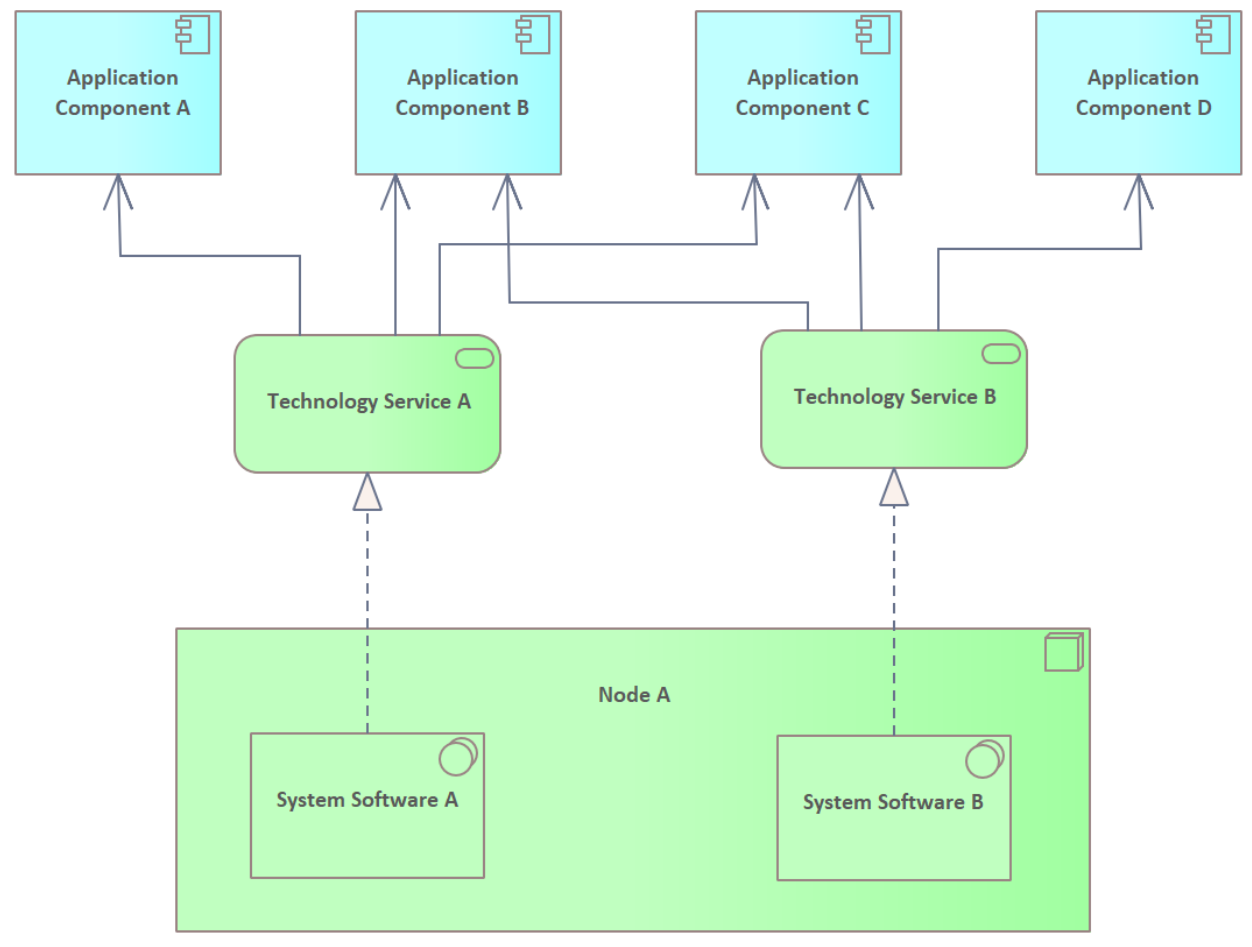 Application
Component A
Application
Component B
Application
Component C
Application
Component D
Technology Service A
Technology Service B
Node A
System Software A
System Software B